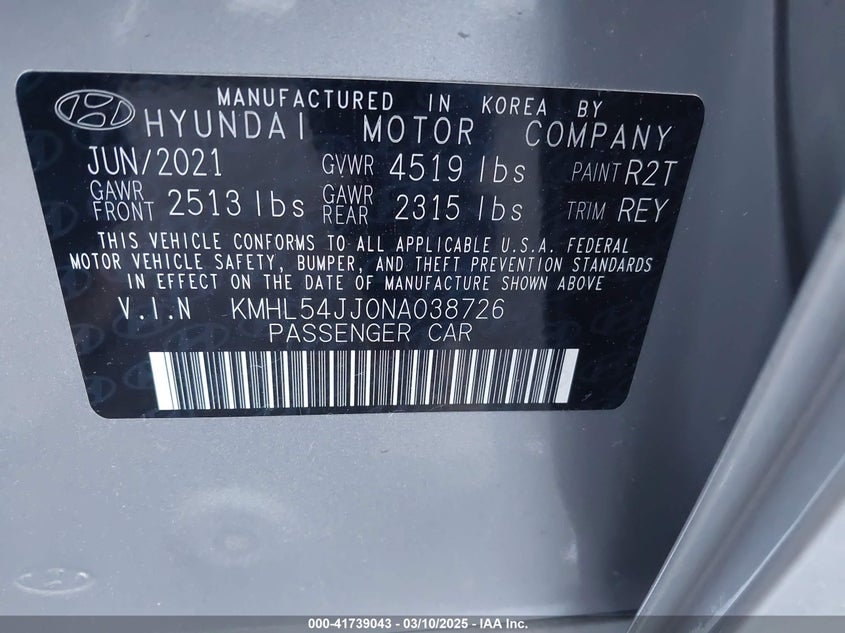 MANUFACTURED IN KOREA BY
HYUNDAI MOTOR COMPANY
JUN/2021 GVWR 4519 lbs PAINT R2T
GAWR FRONT 2513 lbs GAWR REAR 2315 lbs TRIM REY
THIS VEHICLE CONFORMS TO ALL APPLICABLE U.S.A. FEDERAL
MOTOR VEHICLE SAFETY, BUMPER, AND THEFT PREVENTION STANDARDS
IN EFFECT ON THE DATE OF MANUFACTURE SHOWN ABOVE
V.I.N KMHL54JJ0NA038726
PASSENGER CAR
000-41739043 — 03/10/2025 — IAA Inc.